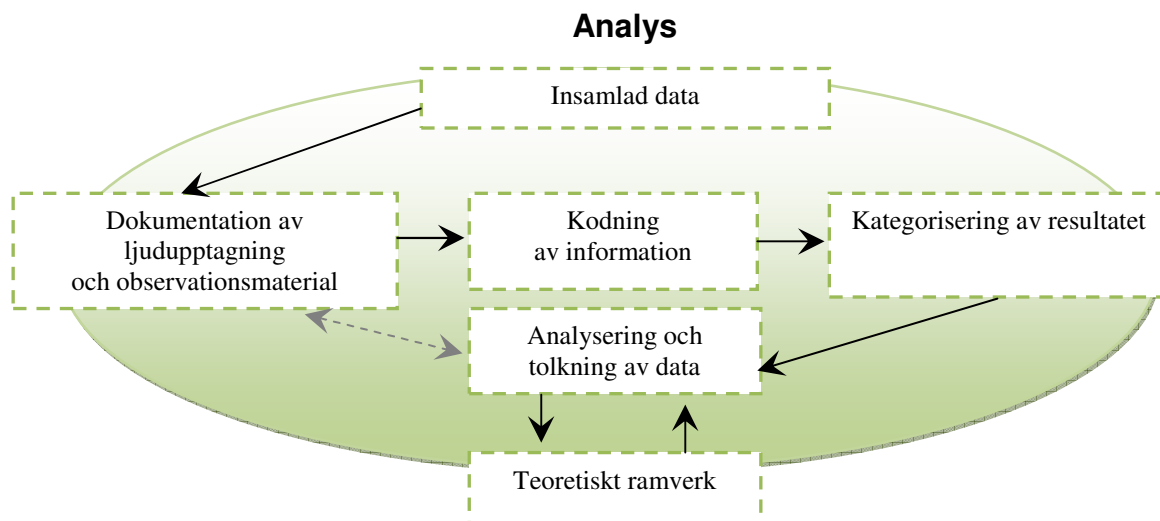 Analys
Insamlad data
Dokumentation av
ljudupptagning
och observationsmaterial
Kodning
av information
Kategorisering av resultatet
Analysering och
tolkning av data
Teoretiskt ramverk